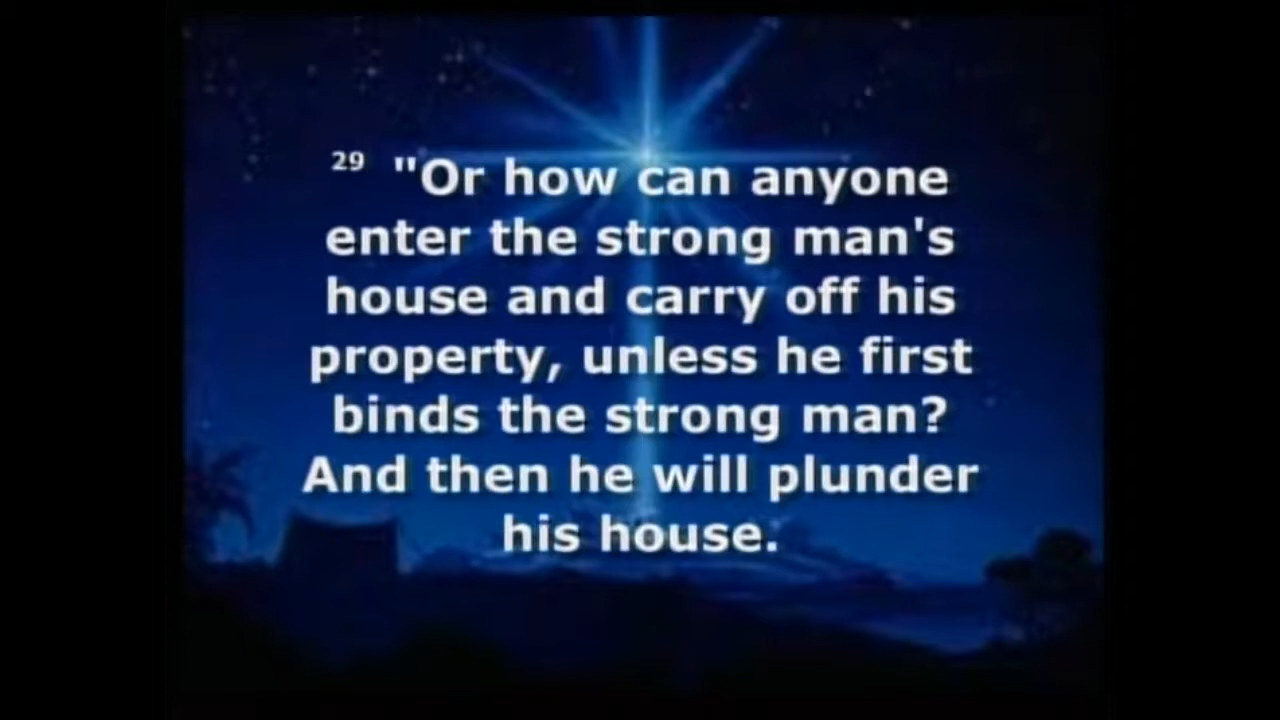 29 "Or how can anyone
enter the strong man's
house and carry off his
property, unless he first
binds the strong man?
And then he will plunder
his house.